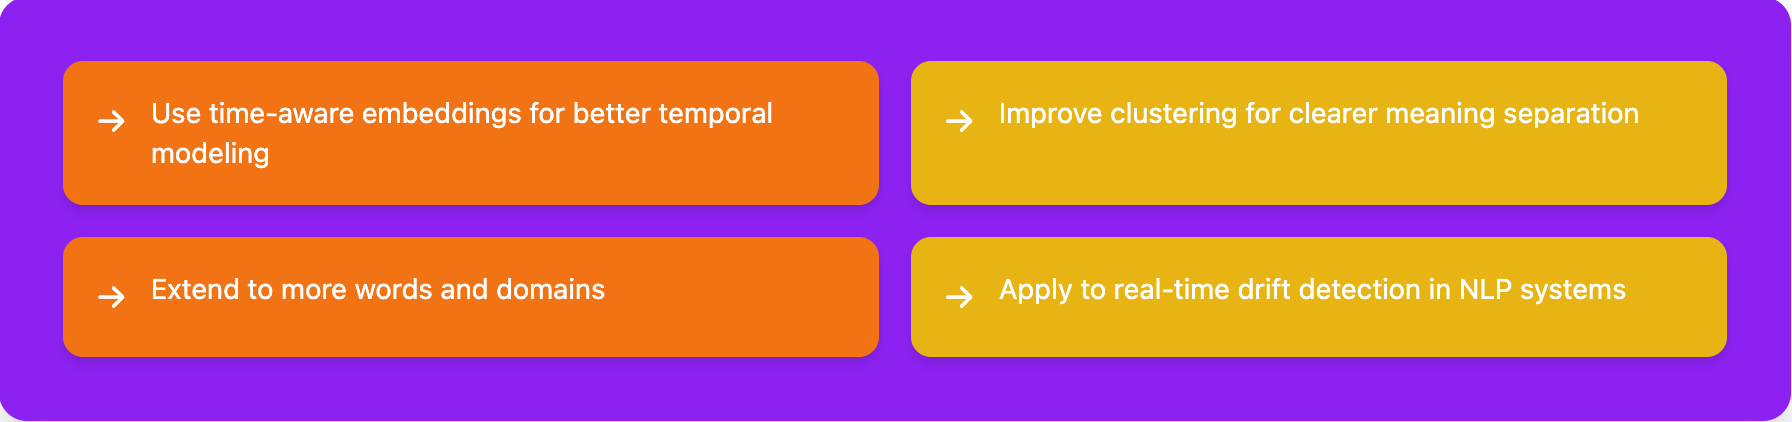 Use time-aware embeddings for better temporal
modeling
Improve clustering for clearer meaning separation
Extend to more words and domains
Apply to real-time drift detection in NLP systems